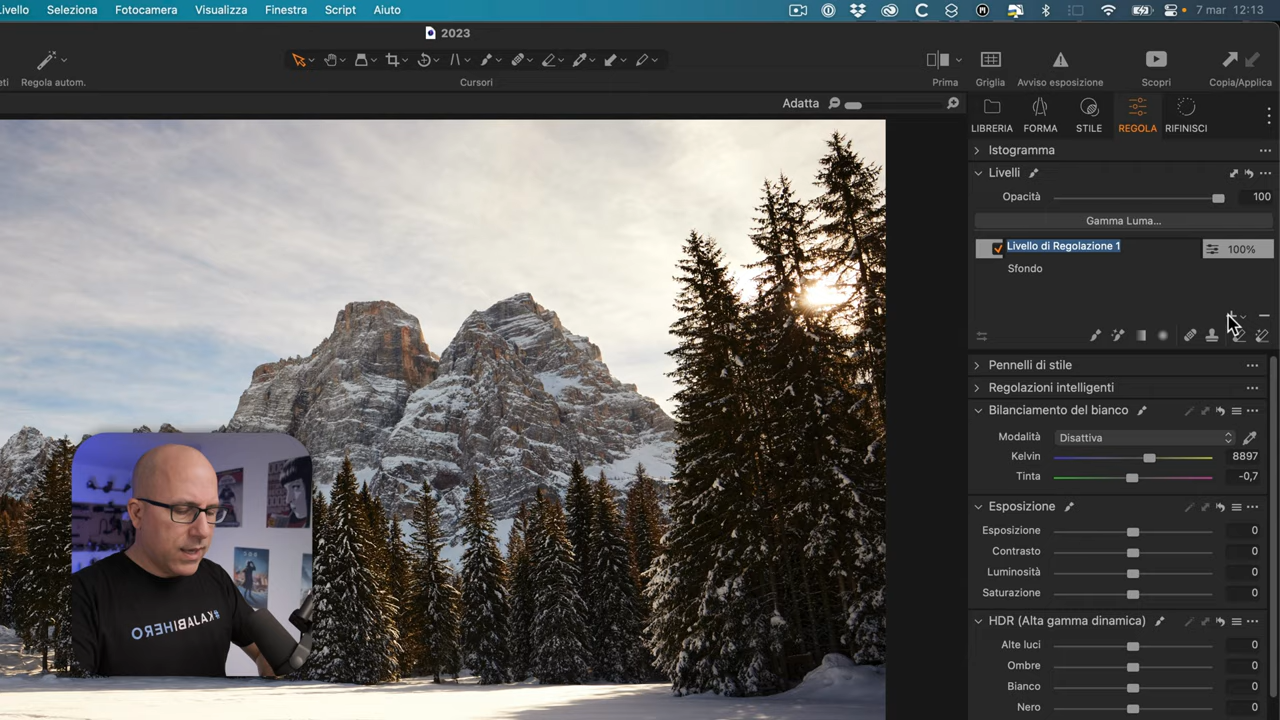 ivello Seleziona Fotocamera Visualizza Finestra Script Aiuto 7 mar 12:13
2023
eti Regola autom. Cursori Prima Griglia Avviso esposizione Scopri Copia/Applica
Adatta
LIBRERIA FORMA STILE REGOLA RIFINISCI
Istogramma
Livelli
Opacità 100
Gamma Luma...
Livello di Regolazione 1 100%
Sfondo
Pennelli di stile
Regolazioni intelligenti
Bilanciamento del bianco
Modalità Disattiva
Kelvin 8897
Tinta -0,7
Esposizione
Esposizione 0
Contrasto 0
Luminosità 0
Saturazione 0
HDR (Alta gamma dinamica)
Alte luci 0
Ombre 0
Bianco 0
Nero 0
#KAJABIHERO